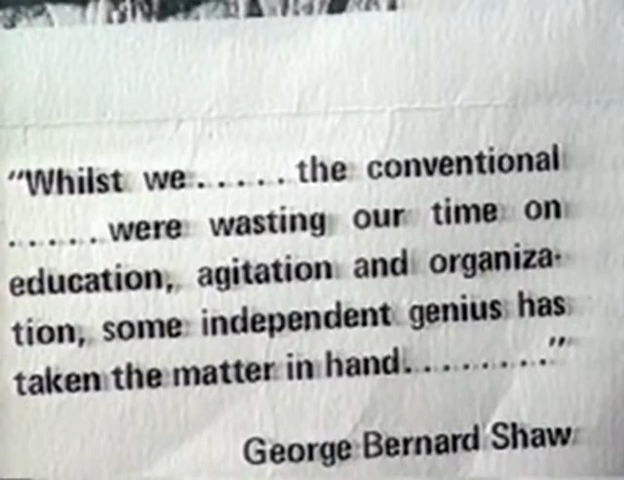 “Whilst we.....the conventional
.....were wasting our time on
education, agitation and organiza-
tion, some independent genius has
taken the matter in hand.........”
George Bernard Shaw